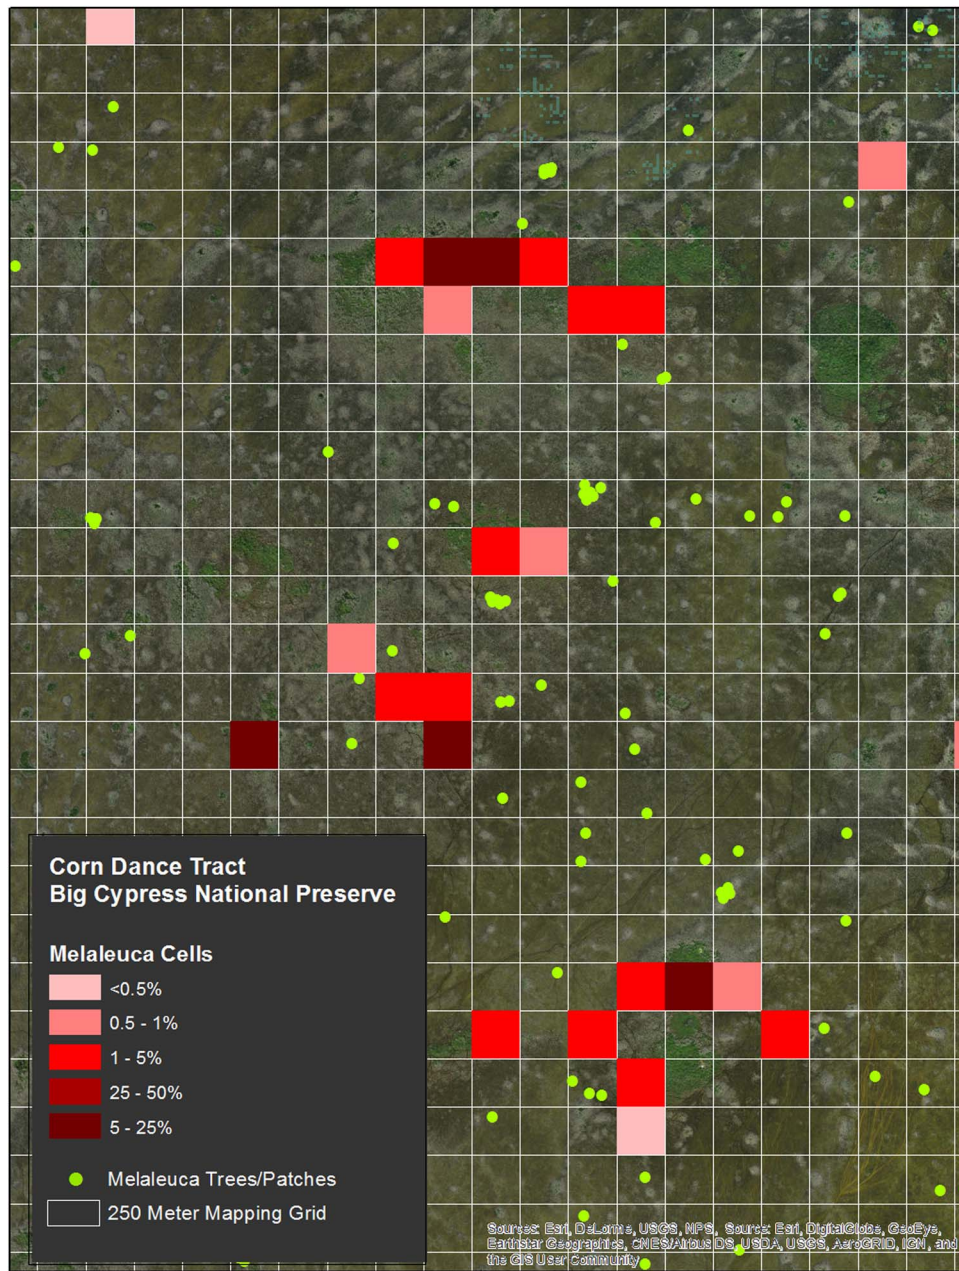 Corn Dance Tract
Big Cypress National Preserve
Melaleuca Cells
<0.5%
0.5 - 1%
1 - 5%
25 - 50%
5 - 25%
Melaleuca Trees/Patches
250 Meter Mapping Grid
Sources: Esri, DeLorme, USGS, NPS, Source: Esri, DigitalGlobe, GeoEye,
Earthstar Geographics, CNES/Airbus DS, USDA, USGS, AeroGRID, IGN, and
the GIS User Community